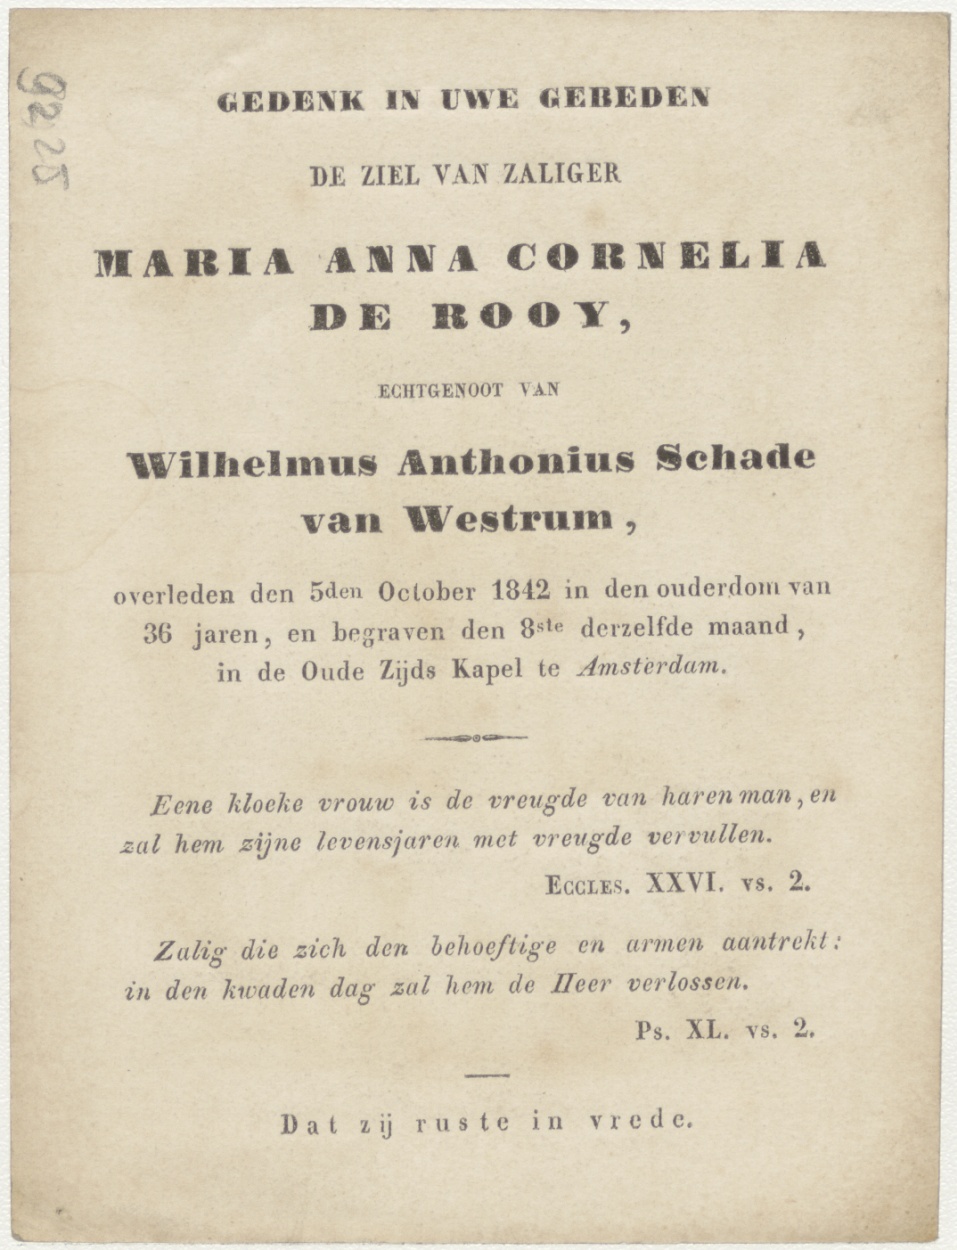 9225
GEDENK IN UWE GEBEDEN
DE ZIEL VAN ZALIGER
MARIA ANNA CORNELIA
DE ROOY,
ECHTGENOOT VAN
Wilhelmus Anthonius Schade
van Westrum,
overleden den 5den October 1842 in den ouderdom van
36 jaren, en begraven den 8ste derzelfde maand,
in de Oude Zijds Kapel te Amsterdam.
Eene kloeke vrouw is de vreugde van haren man, en
zal hem zijne levensjaren met vreugde vervullen.
ECCLES. XXVI. vs. 2.
Zalig die zich den behoeftige en armen aantrekt:
in den kwaden dag zal hem de Heer verlossen.
Ps. XL. vs. 2.
Dat zij ruste in vrede.